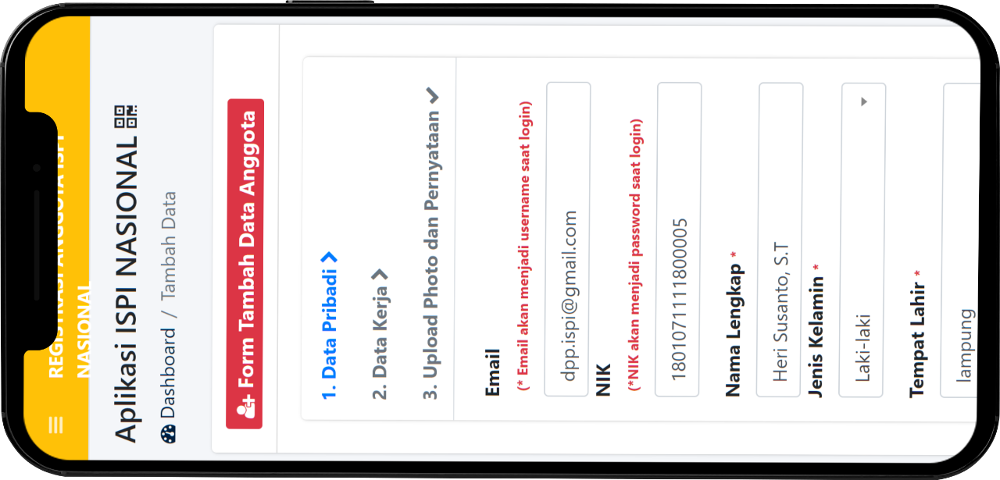 REGISTRASI ANGGOTA ISPI
NASIONAL
Aplikasi ISPI NASIONAL
Dashboard / Tambah Data
Form Tambah Data Anggota
1. Data Pribadi
2. Data Kerja
3. Upload Photo dan Pernyataan
Email
(* Email akan menjadi username saat login)
dpp.ispi@gmail.com
NIK
(*NIK akan menjadi password saat login)
1801071111800005
Nama Lengkap *
Heri Susanto, S.T
Jenis Kelamin *
Laki-laki
Tempat Lahir *
lampung